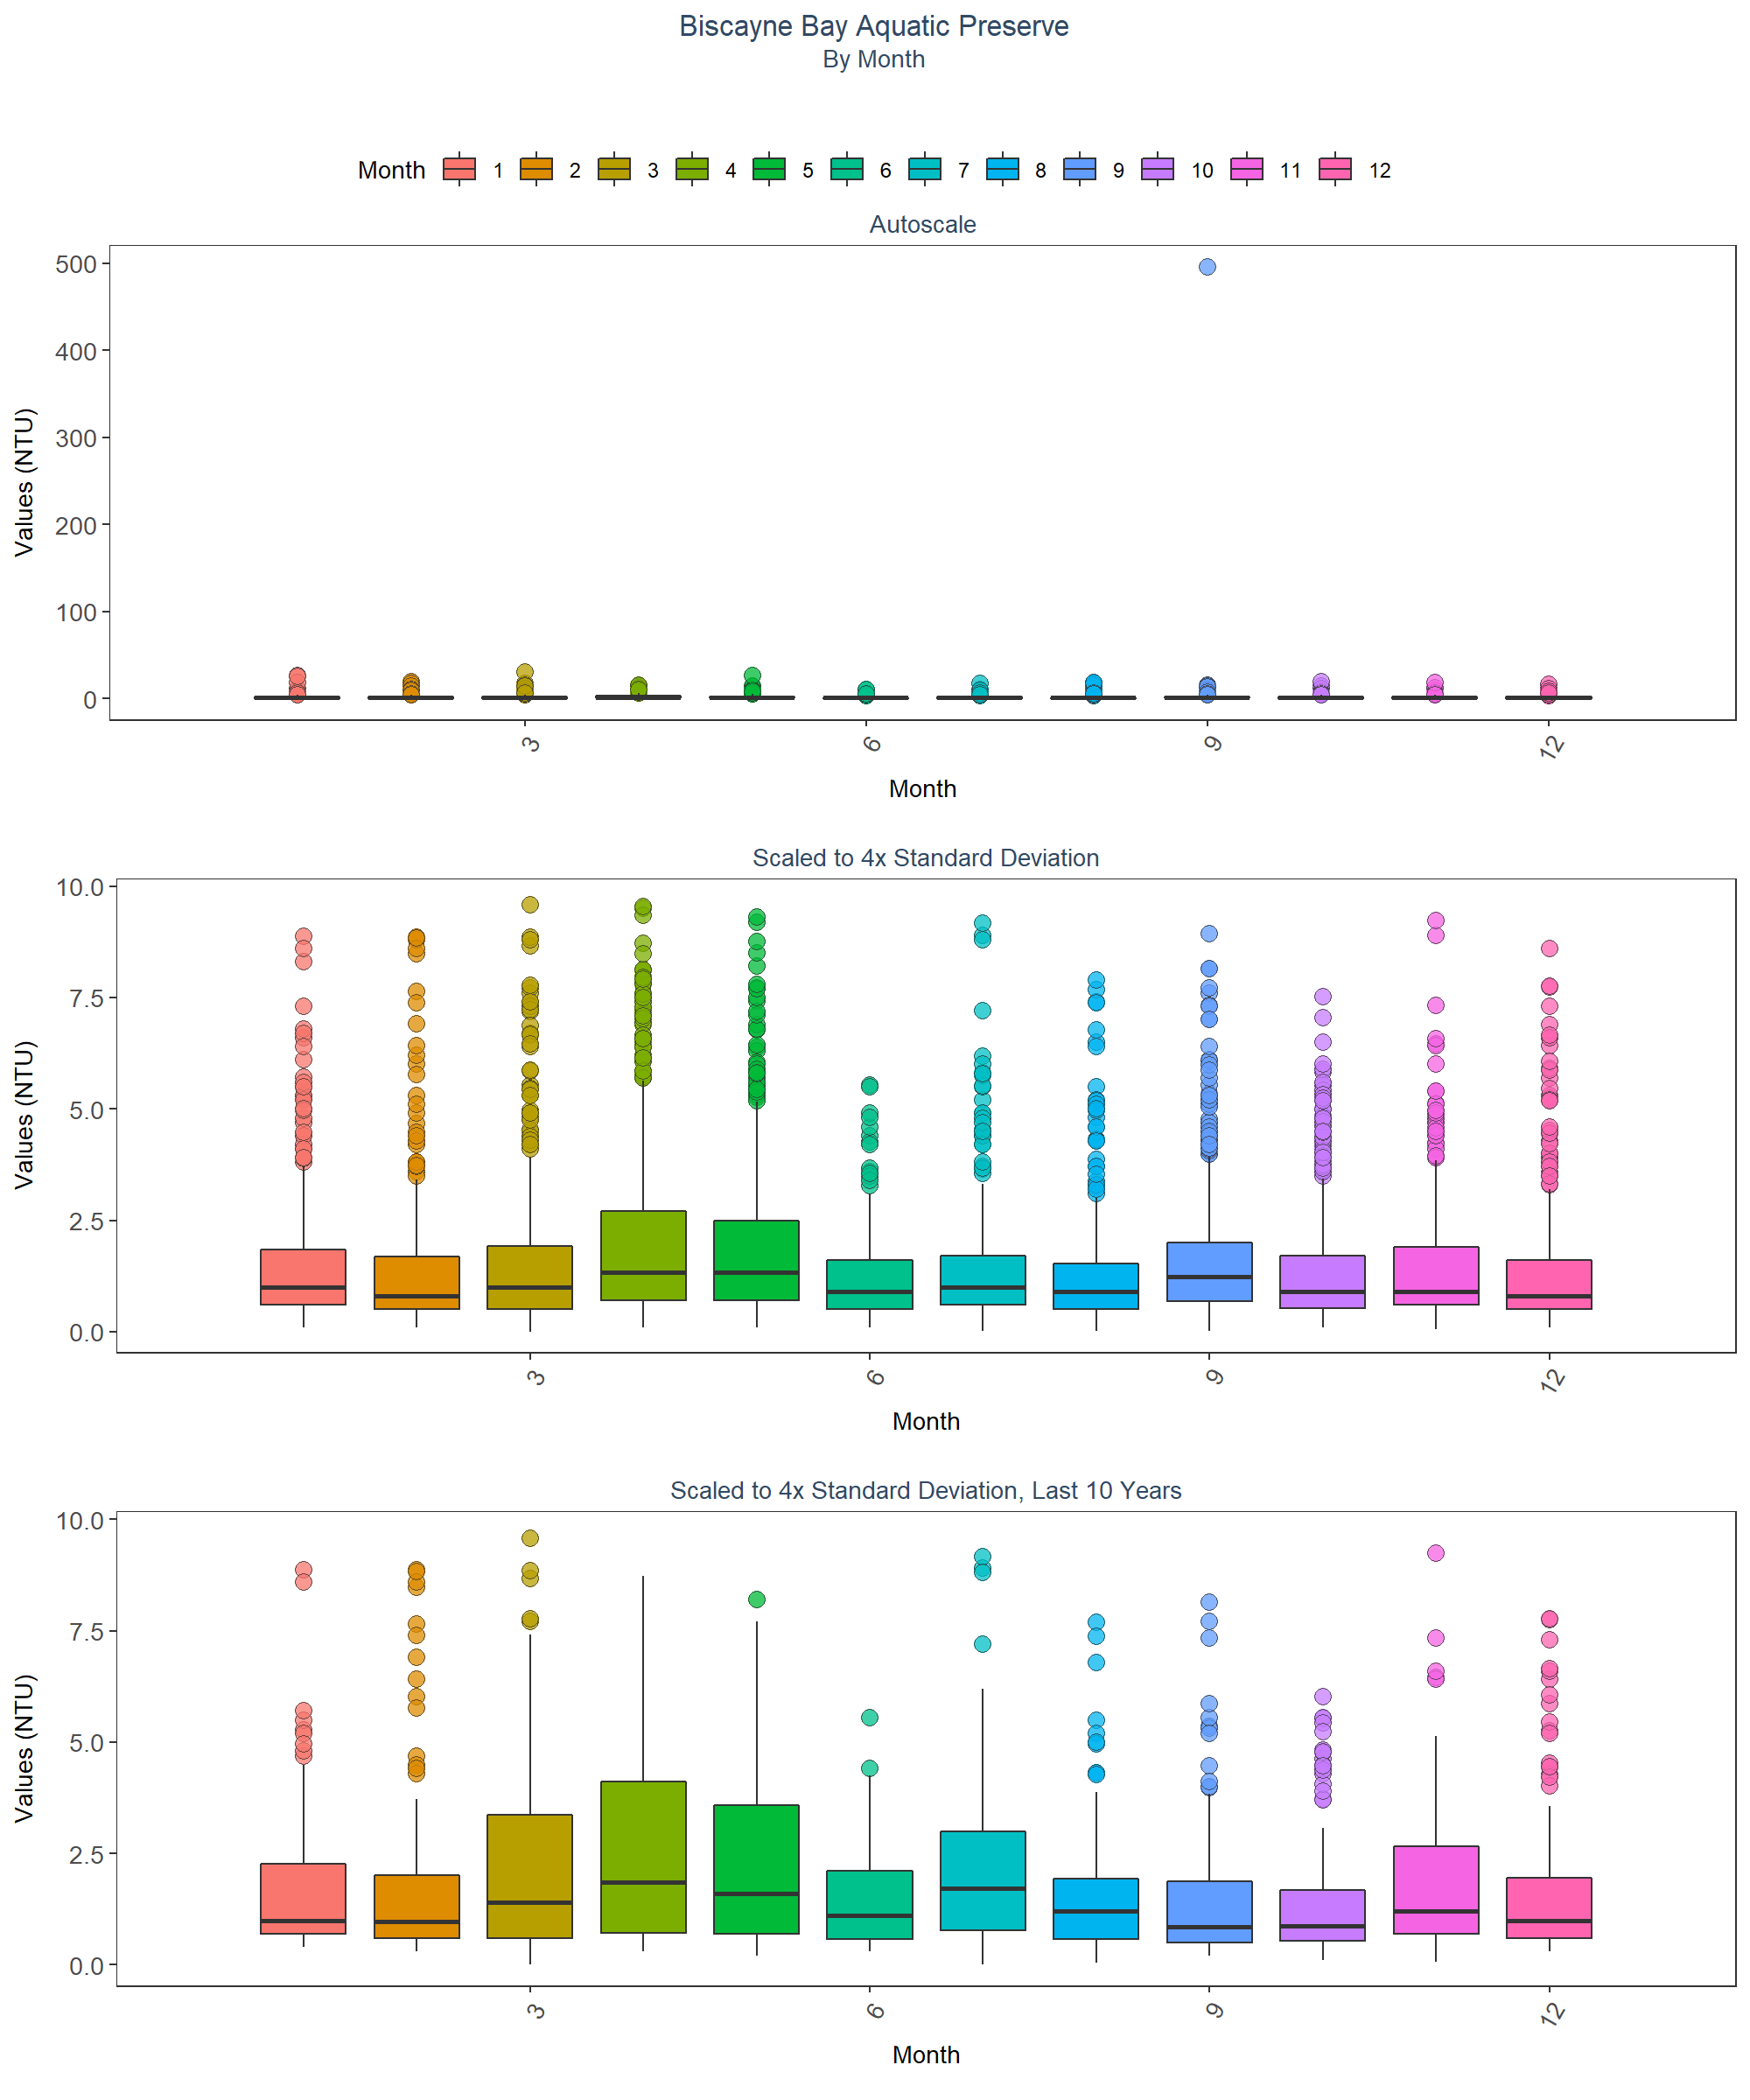 Biscayne Bay Aquatic Preserve
By Month
Month 1 2 3 4 5 6 7 8 9 10 11 12
Autoscale
Values (NTU)
500
400
300
200
100
0
3 6 9 12
Month
Scaled to 4x Standard Deviation
Values (NTU)
10.0
7.5
5.0
2.5
0.0
3 6 9 12
Month
Scaled to 4x Standard Deviation, Last 10 Years
Values (NTU)
10.0
7.5
5.0
2.5
0.0
3 6 9 12
Month